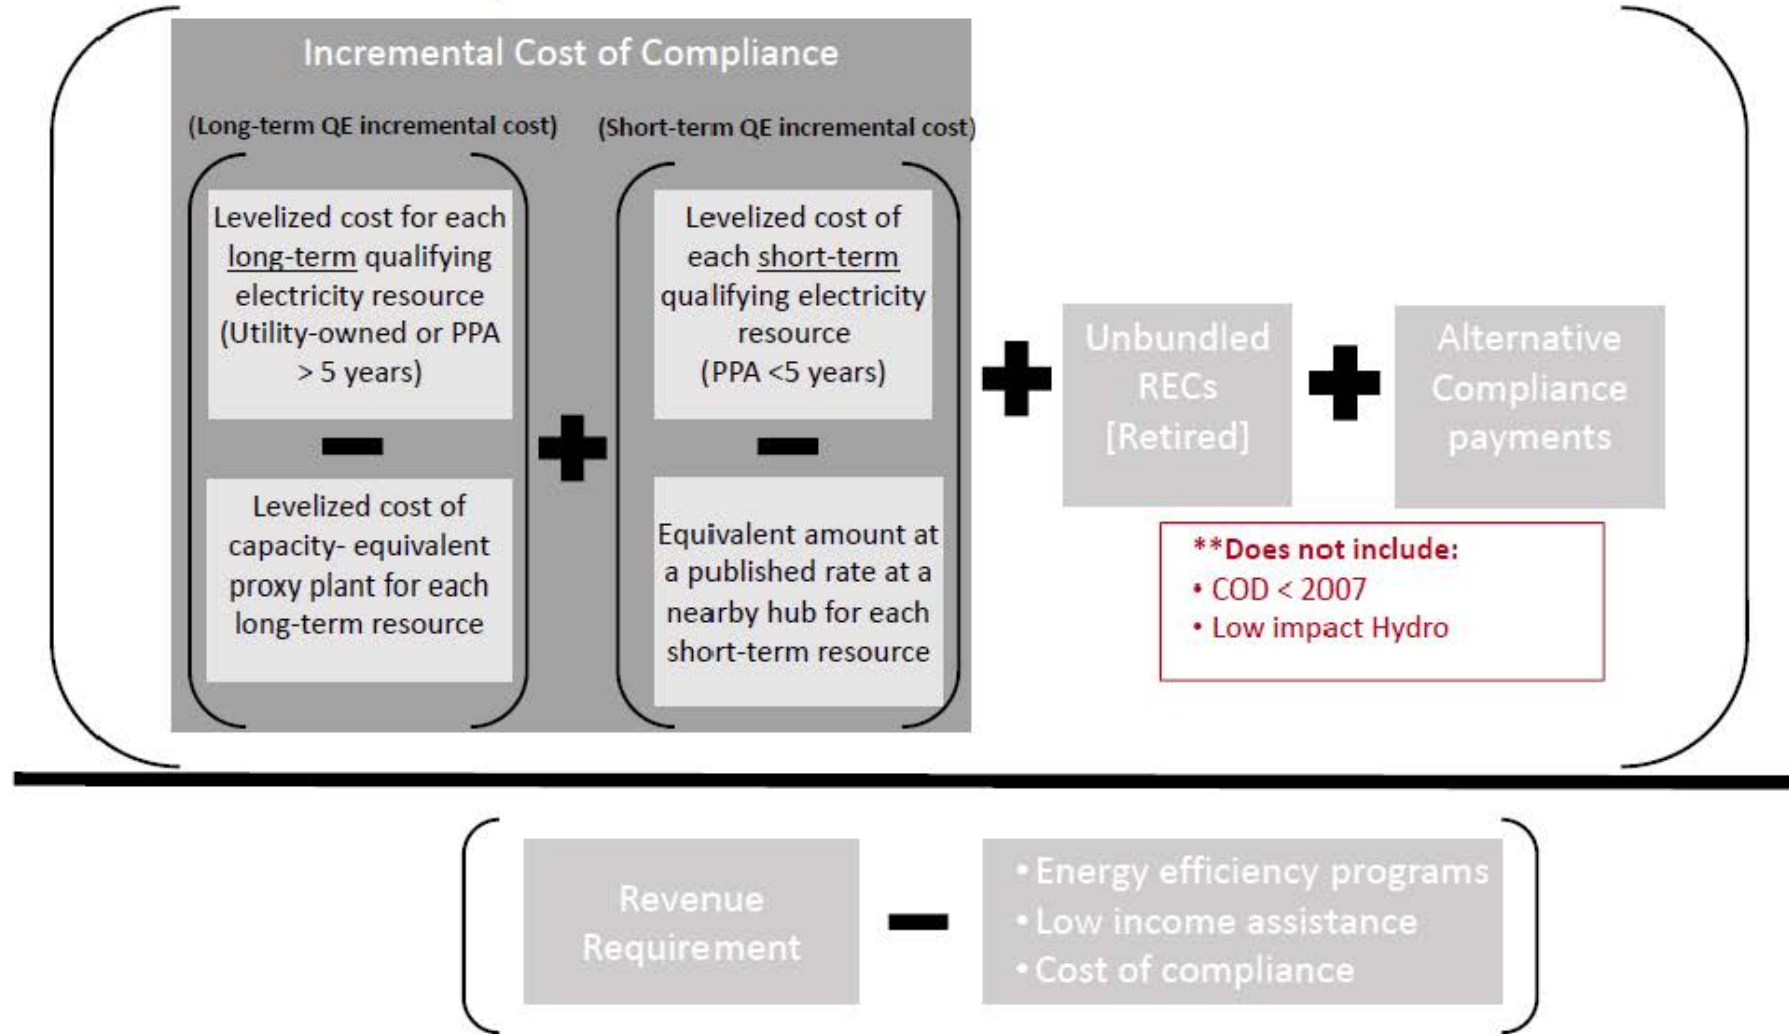 Incremental Cost of Compliance
(Long-term QE incremental cost)
(Short-term QE incremental cost)
Levelized cost for each
long-term qualifying
electricity resource
(Utility-owned or PPA
> 5 years)
−
Levelized cost of
capacity- equivalent
proxy plant for each
long-term resource
+
Levelized cost of
each short-term
qualifying electricity
resource
(PPA <5 years)
−
Equivalent amount at
a published rate at a
nearby hub for each
short-term resource
+
Unbundled
RECs
[Retired]
+
Alternative
Compliance
payments
**Does not include:
• COD < 2007
• Low impact Hydro
Revenue
Requirement
−
• Energy efficiency programs
• Low income assistance
• Cost of compliance